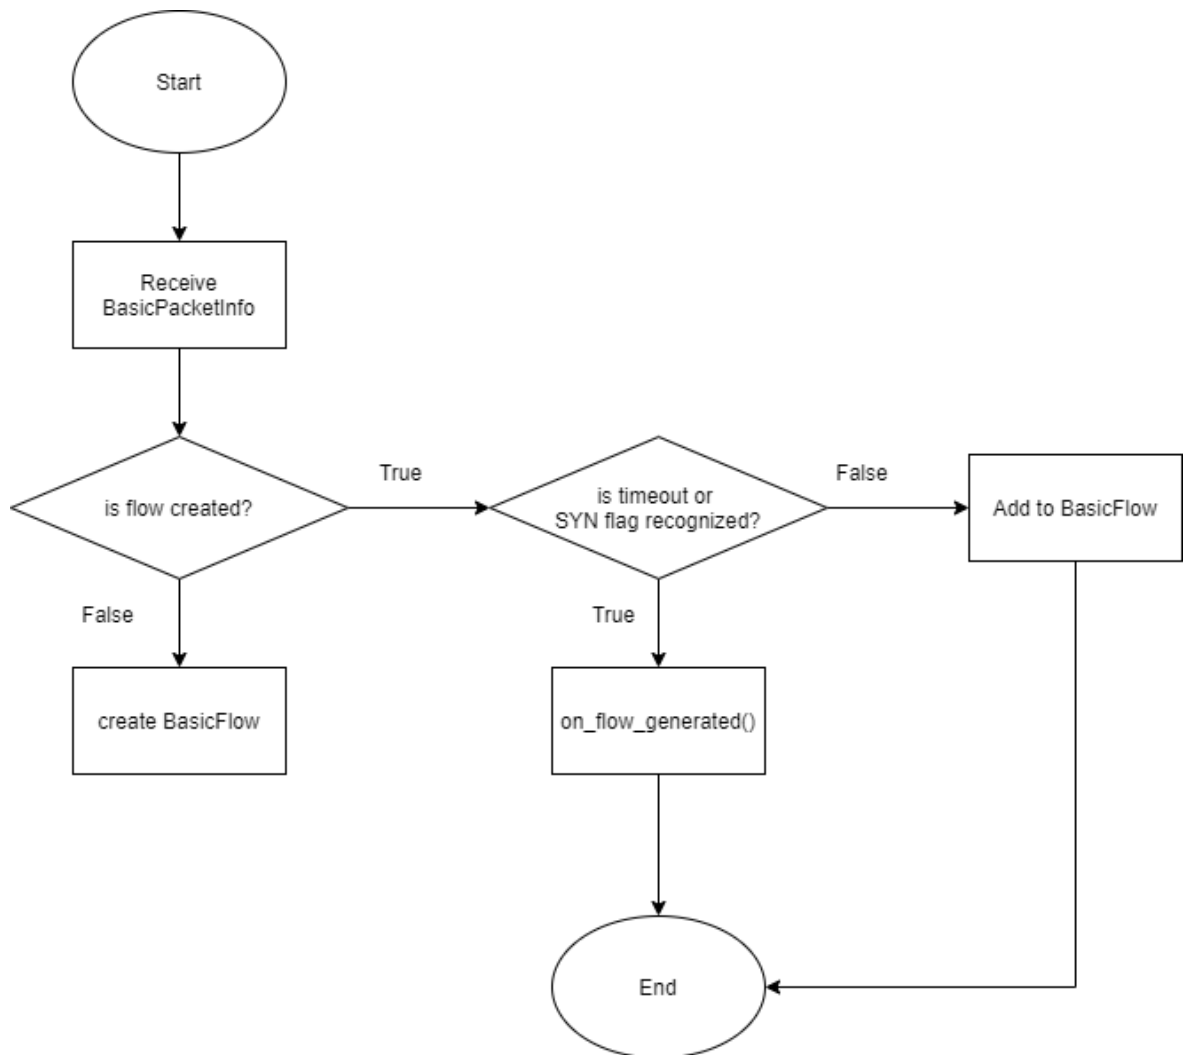 Start
Receive
BasicPacketInfo
is flow created?
True
is timeout or
SYN flag recognized?
False
Add to BasicFlow
False
create BasicFlow
True
on_flow_generated()
End